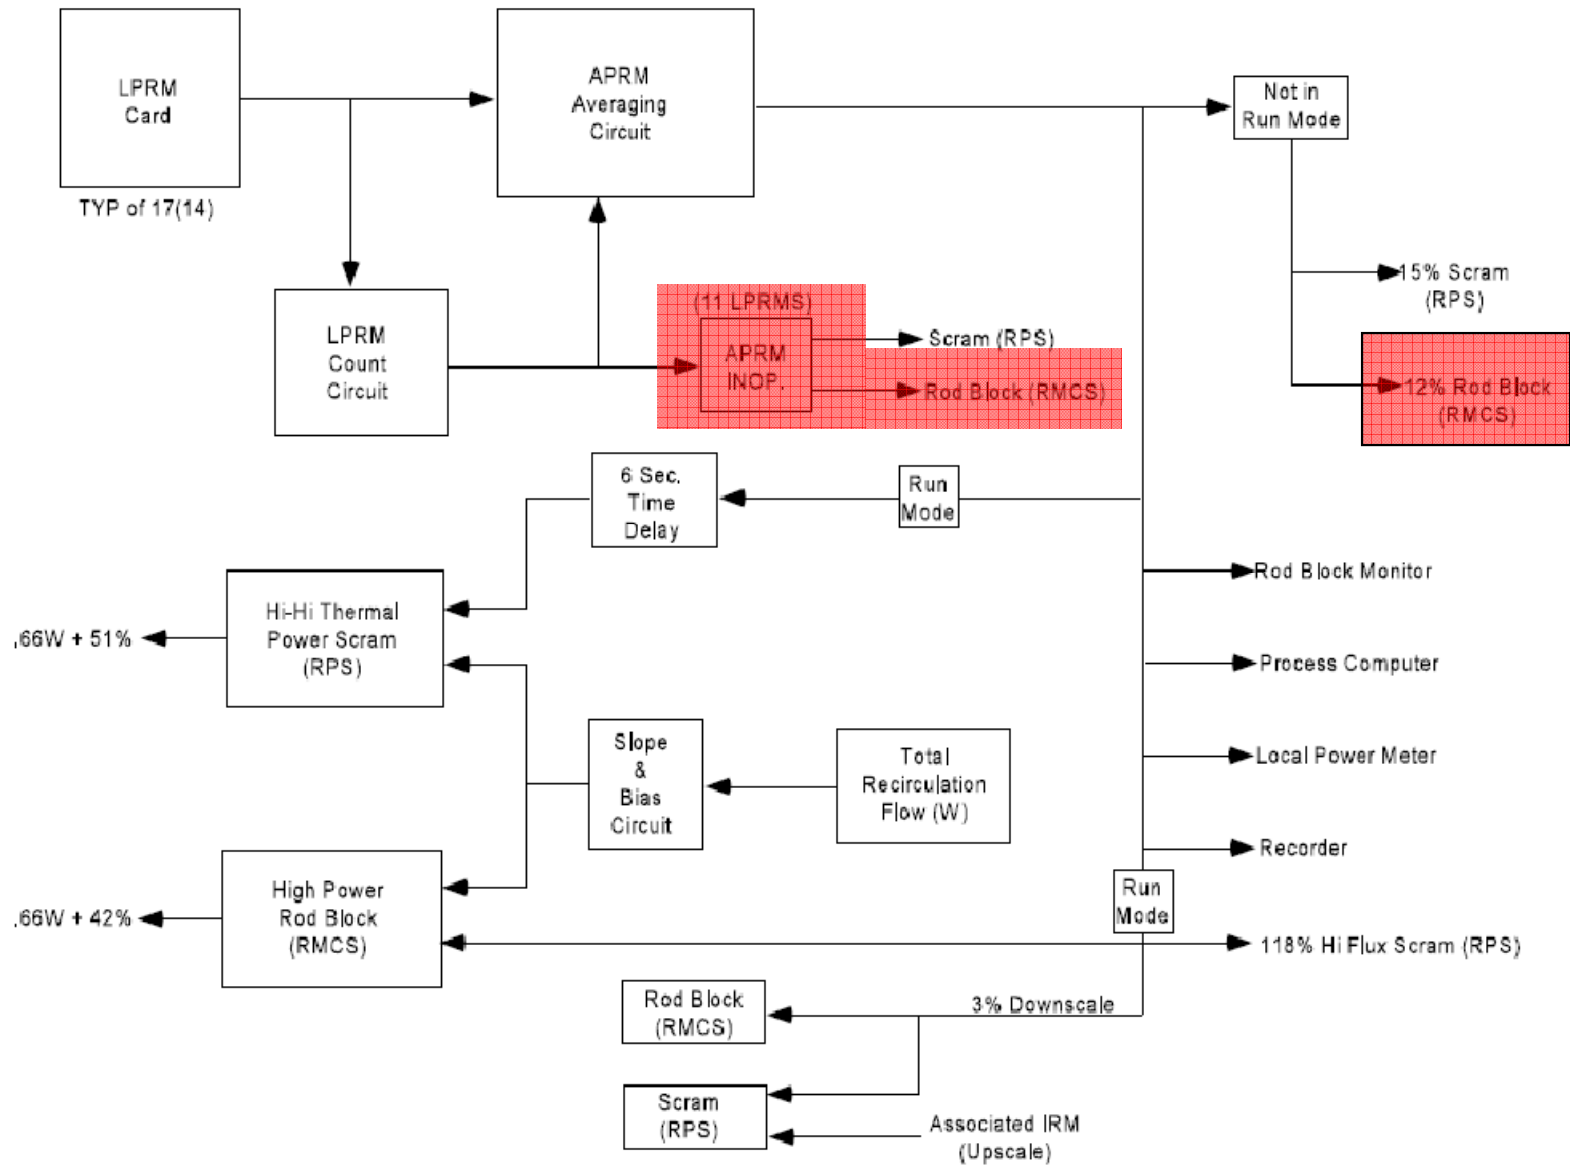 LPRM
Card
TYP of 17(14)
APRM
Averaging
Circuit
Not in
Run Mode
15% Scram
(RPS)
12% Rod Block
(RMCS)
LPRM
Count
Circuit
(11 LPRMS)
APRM
INOP.
Scram (RPS)
Rod Block (RMCS)
6 Sec.
Time
Delay
Run
Mode
Rod Block Monitor
Hi-Hi Thermal
Power Scram
(RPS)
.66W + 51%
Process Computer
Slope
&
Bias
Circuit
Total
Recirculation
Flow (W)
Local Power Meter
Recorder
High Power
Rod Block
(RMCS)
.66W + 42%
Run
Mode
118% Hi Flux Scram (RPS)
Rod Block
(RMCS)
3% Downscale
Scram
(RPS)
Associated IRM
(Upscale)